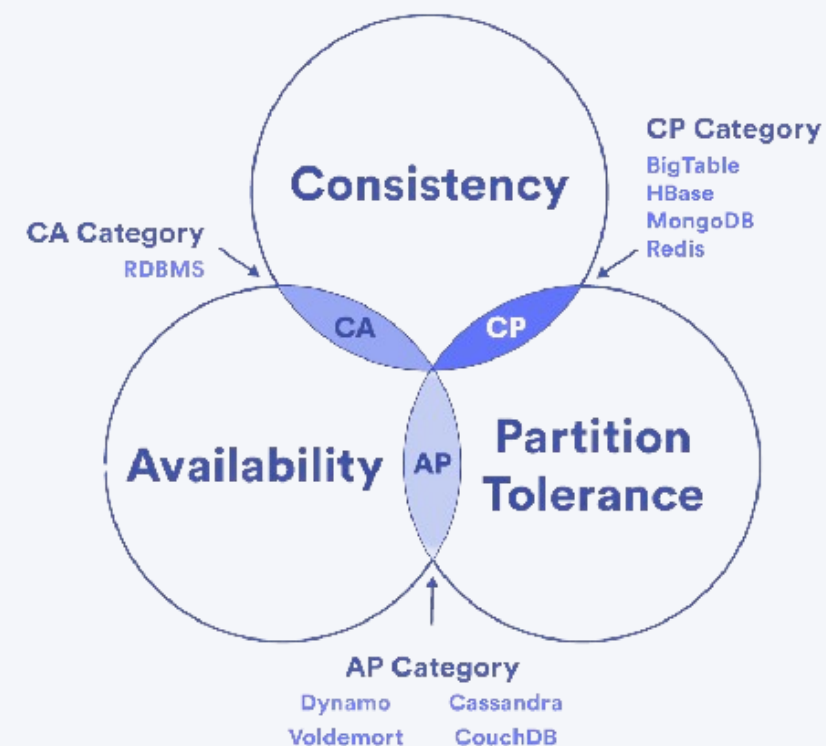 Consistency
CP Category
BigTable
HBase
MongoDB
Redis
CA Category
RDBMS
CA
CP
Availability
AP
Partition
Tolerance
AP Category
Dynamo Cassandra
Voldemort CouchDB